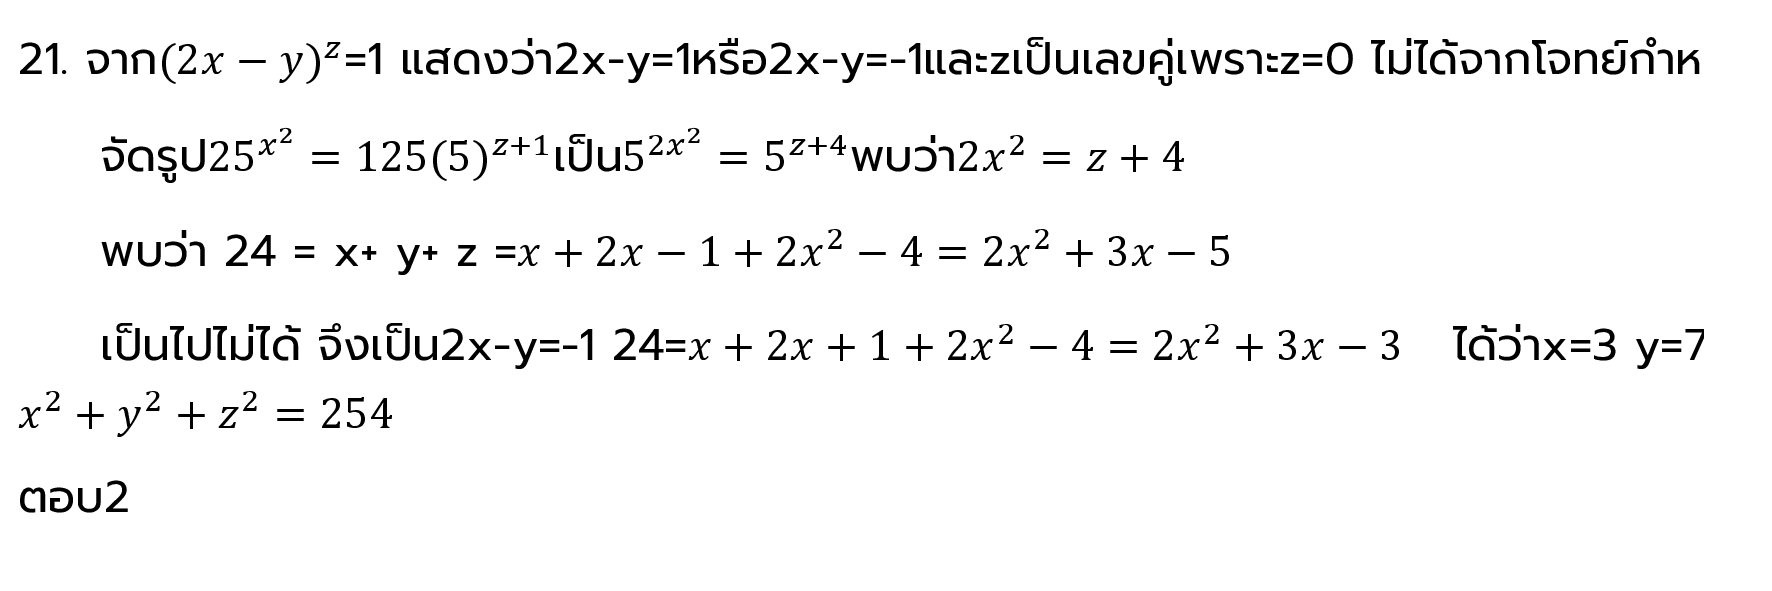 21. จาก(2x − y)^z=1 แสดงว่า2x-y=1หรือ2x-y=-1และzเป็นเลขคู่เพราะz=0 ไม่ได้จากโจทย์กำห
จัดรูป25^{x^2} = 125(5)^{z+1}เป็น5^{2x^2} = 5^{z+4}พบว่า2x^2 = z + 4
พบว่า 24 = x+ y+ z =x + 2x − 1 + 2x^2 − 4 = 2x^2 + 3x − 5
เป็นไปไม่ได้ จึงเป็น2x-y=-1 24=x + 2x + 1 + 2x^2 − 4 = 2x^2 + 3x − 3 ได้ว่าx=3 y=7
x^2 + y^2 + z^2 = 254
ตอบ2